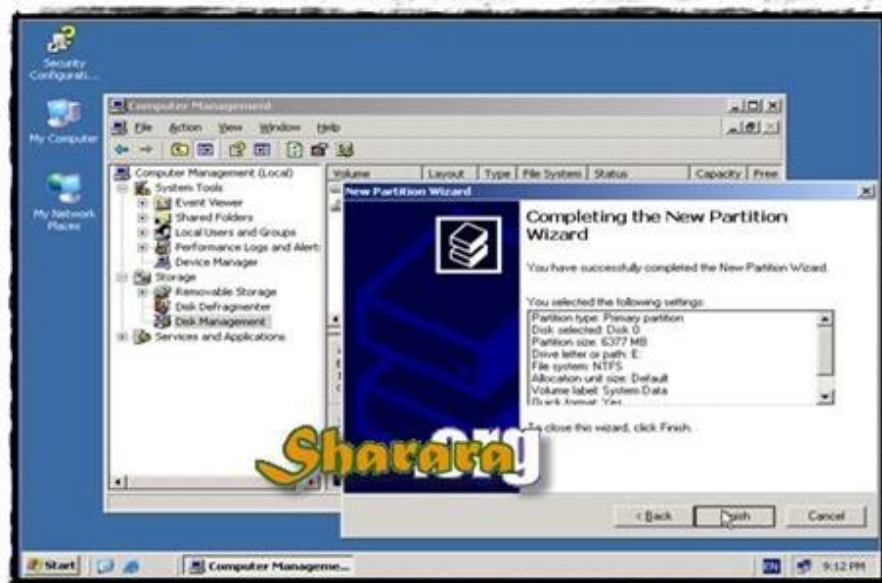 Security
Configurati...
My Computer
My Network
Places
Computer Management
File Action View Window Help
Computer Management (Local)
System Tools
Event Viewer
Shared Folders
Local Users and Groups
Performance Logs and Alert
Device Manager
Storage
Removable Storage
Disk Defragmenter
Disk Management
Services and Applications
Volume Layout Type File System Status Capacity Free
New Partition Wizard
Completing the New Partition
Wizard
You have successfully completed the New Partition Wizard.
You selected the following settings:
Partition type: Primary partition
Disk selected: Disk 0
Partition size: 6377 MB
Drive letter or path: E:
File system: NTFS
Allocation unit size: Default
Volume label: System Data
Quick format: Yes
To close this wizard, click Finish.
< Back Finish Cancel
Sharara
.org
Start Computer Manageme... EN 9:12 PM